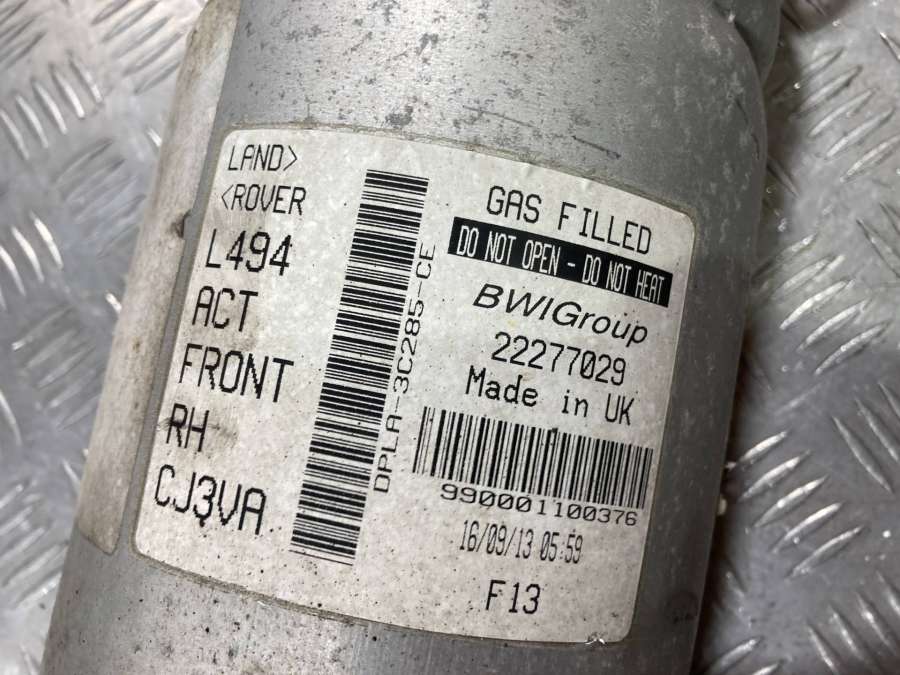 LAND>
<ROVER
L494
ACT
FRONT
RH
CJ3VA
DPLA-3C285-CE
GAS FILLED
DO NOT OPEN - DO NOT HEAT
BWIGroup
22277029
Made in UK
990001100376
16/09/13 05:59
F13